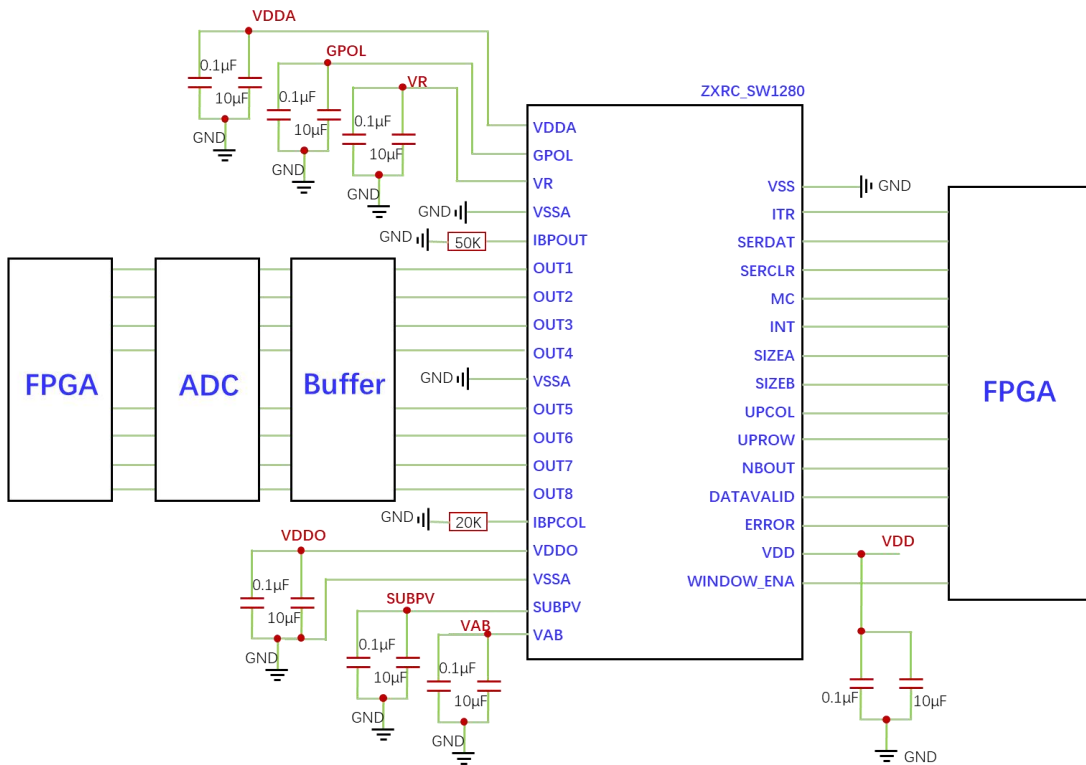 VDDA
0.1μF
10μF
GND
GPOL
0.1μF
10μF
GND
VR
0.1μF
10μF
GND
ZXRC_SW1280
VDDA
GPOL
VR
GND
VSSA
GND
50K
IBPOUT
OUT1
OUT2
OUT3
OUT4
GND
VSSA
OUT5
OUT6
OUT7
OUT8
GND
20K
IBPCOL
VDDO
VSSA
SUBPV
VAB
FPGA
ADC
Buffer
VSS
GND
ITR
SERDAT
SERCLR
MC
INT
SIZEA
SIZEB
UPCOL
UPROW
NBOUT
DATAVALID
ERROR
VDD
VDD
WINDOW_ENA
FPGA
VDDO
0.1μF
10μF
GND
SUBPV
0.1μF
10μF
GND
VAB
0.1μF
10μF
GND
0.1μF
10μF
GND